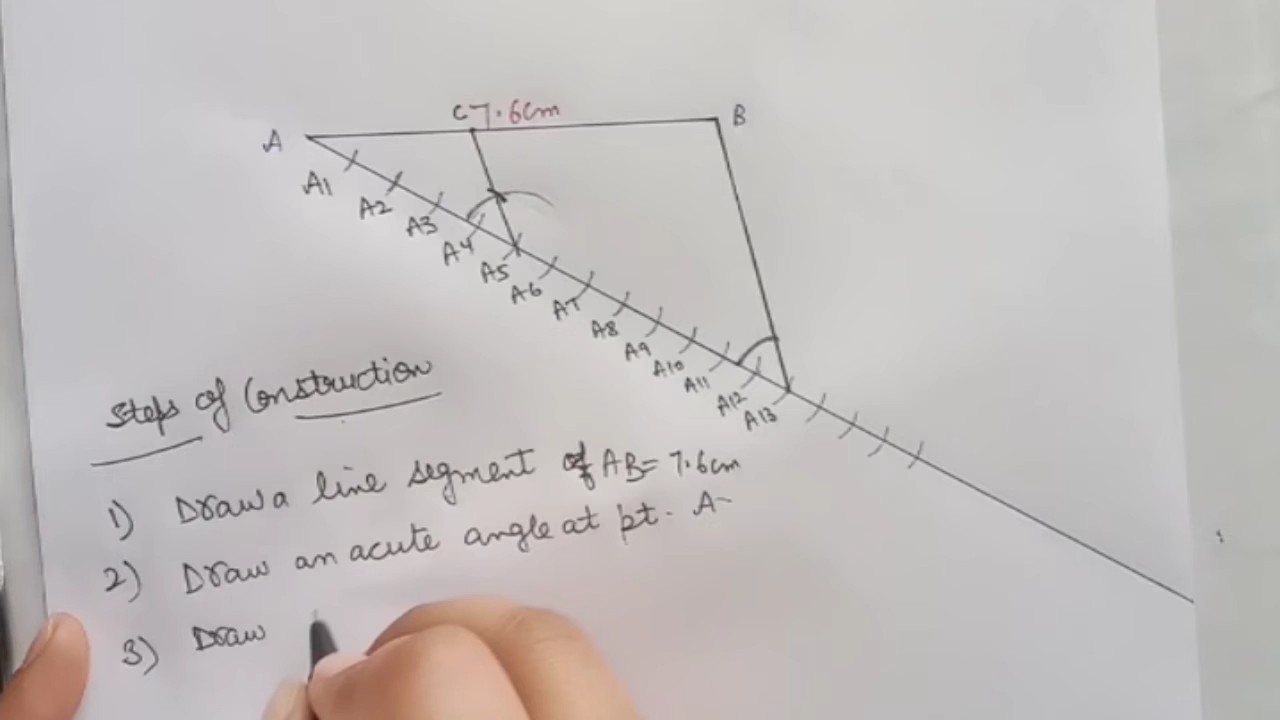 C 7.6cm
A
B
A1
A2
A3
A4
A5
A6
A7
A8
A9
A10
A11
A12
A13
Steps of Construction
1) Draw a line segment of AB = 7.6cm
2) Draw an acute angle at pt. A
3) Draw